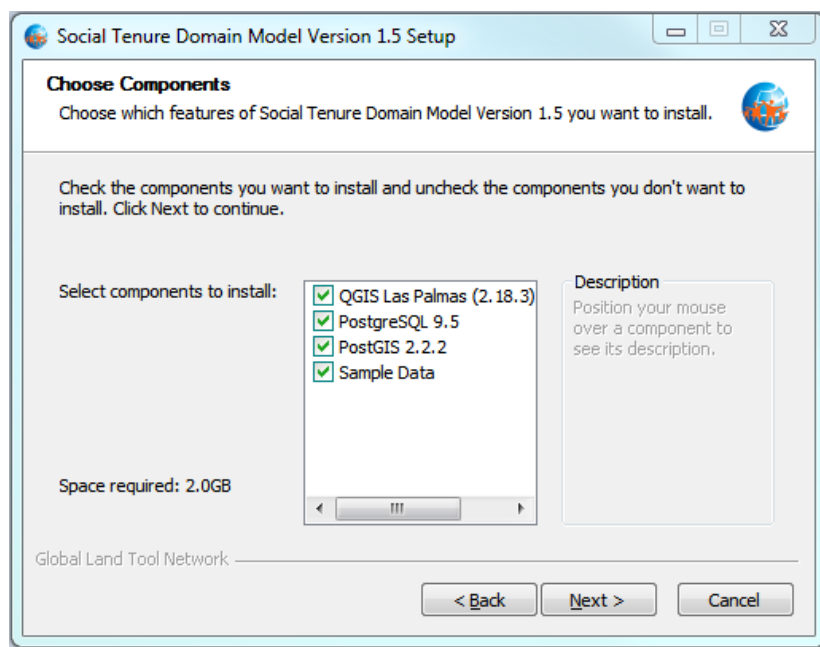 Social Tenure Domain Model Version 1.5 Setup
Choose Components
Choose which features of Social Tenure Domain Model Version 1.5 you want to install.
Check the components you want to install and uncheck the components you don't want to
install. Click Next to continue.
Select components to install:
QGIS Las Palmas (2.18.3)
PostgreSQL 9.5
PostGIS 2.2.2
Sample Data
Description
Position your mouse
over a component to
see its description.
Space required: 2.0GB
Global Land Tool Network
< Back
Next >
Cancel